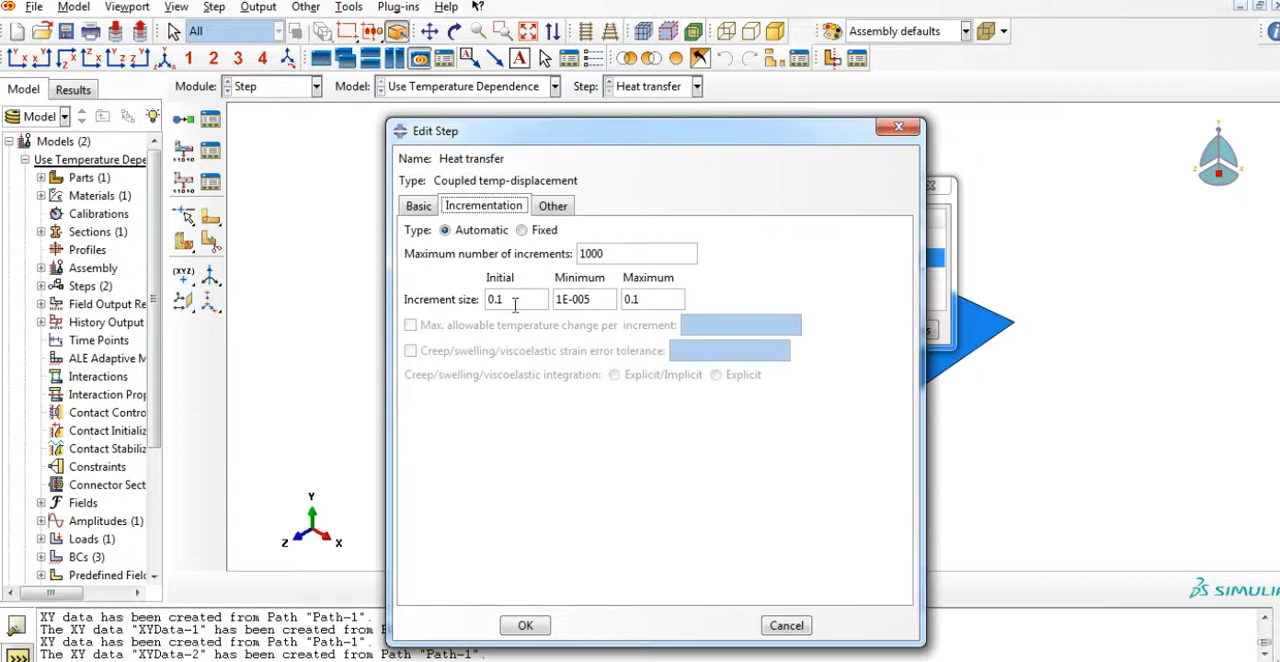 File Model Viewport View Step Output Other Tools Plug-ins Help
All Assembly defaults
1 2 3 4 A
Model Results Module: Step Model: Use Temperature Dependence Step: Heat transfer
Model
Models (2)
Use Temperature Depe
Parts (1)
Materials (1)
Calibrations
Sections (1)
Profiles
Assembly
Steps (2)
Field Output Re
History Output
Time Points
ALE Adaptive M
Interactions
Interaction Prop
Contact Contro
Contact Initializ
Contact Stabiliz
Constraints
Connector Sect
Fields
Amplitudes (1)
Loads (1)
BCs (3)
Predefined Field
(XYZ)
Edit Step
Name: Heat transfer
Type: Coupled temp-displacement
Basic Incrementation Other
Type: Automatic Fixed
Maximum number of increments: 1000
Initial Minimum Maximum
Increment size: 0.1 1E-005 0.1
Max. allowable temperature change per increment:
Creep/swelling/viscoelastic strain error tolerance:
Creep/swelling/viscoelastic integration: Explicit/Implicit Explicit
OK Cancel
Y
Z X
Y
Z X
SIMULIA
XY data has been created from Path "Path-1".
The XY data "XYData-1" has been created from
XY data has been created from Path "Path-1".
The XY data "XYData-2" has been created from Path "Path-1".